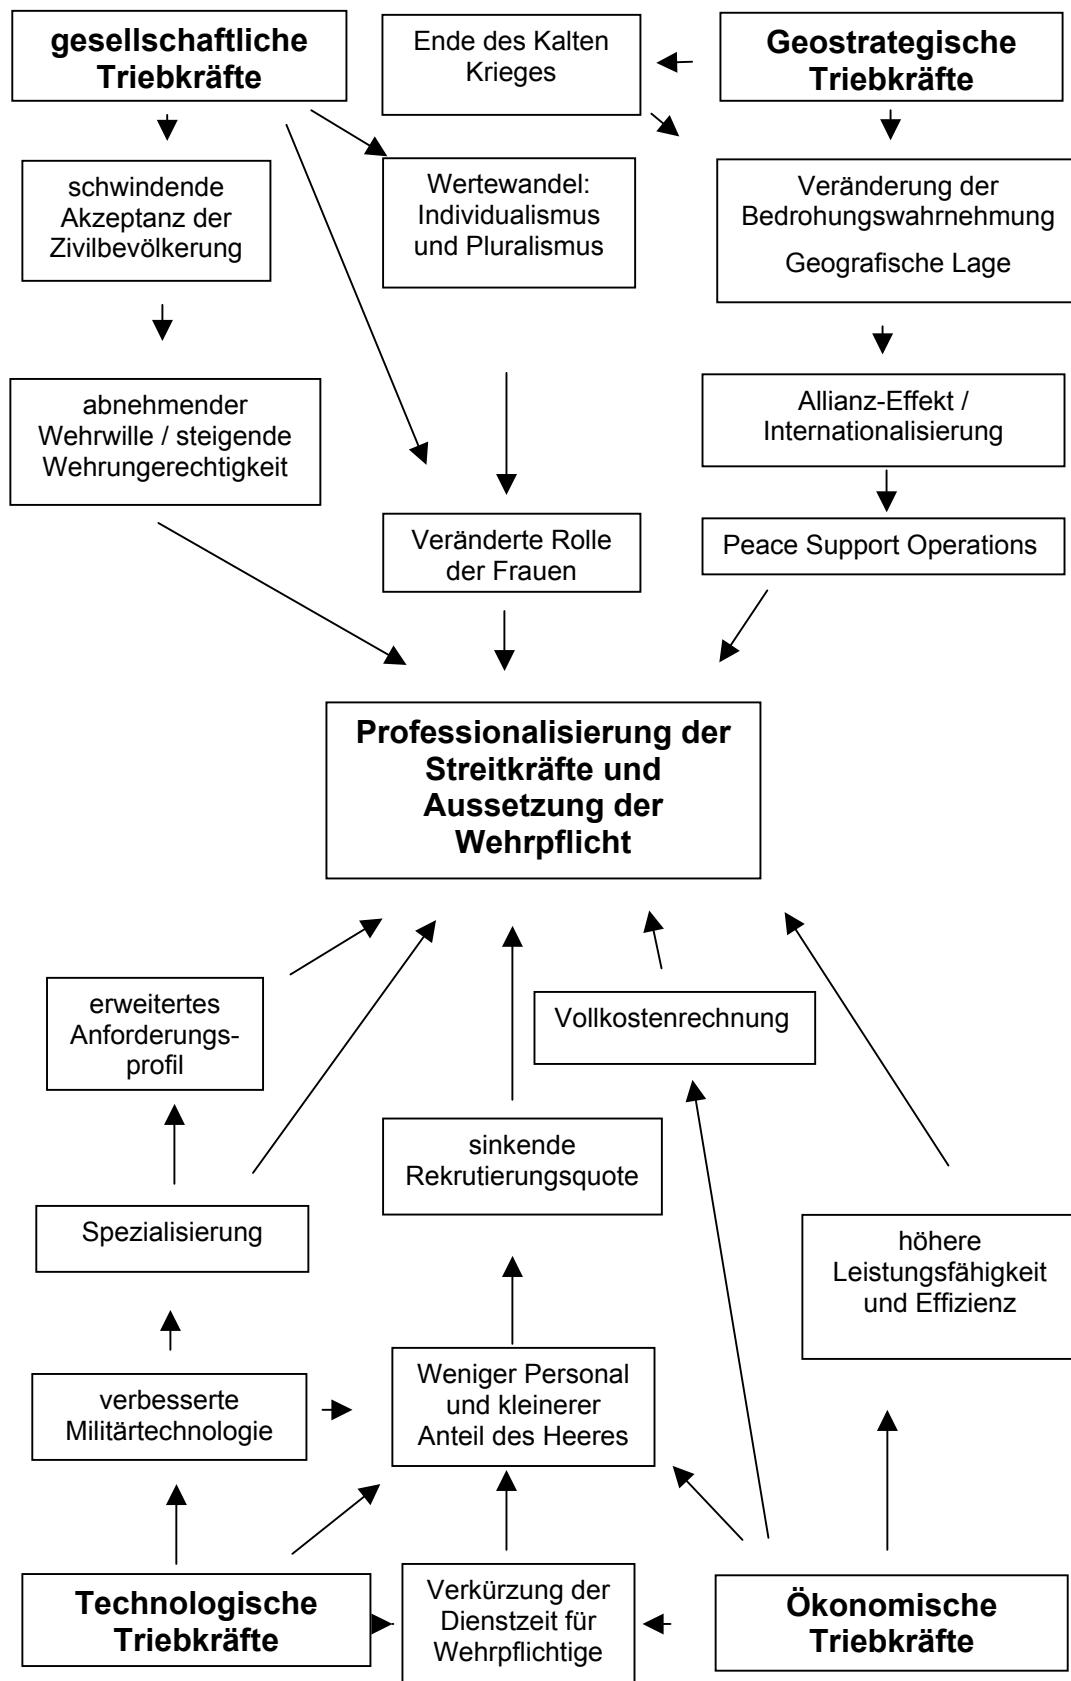 gesellschaftliche
Triebkräfte
Ende des Kalten
Krieges
Geostrategische
Triebkräfte
schwindende
Akzeptanz der
Zivilbevölkerung
Wertewandel:
Individualismus
und Pluralismus
Veränderung der
Bedrohungswahrnehmung
Geografische Lage
abnehmender
Wehrwille / steigende
Wehrungerechtigkeit
Allianz-Effekt /
Internationalisierung
Veränderte Rolle
der Frauen
Peace Support Operations
Professionalisierung der
Streitkräfte und
Aussetzung der
Wehrpflicht
erweitertes
Anforderungs-
profil
Vollkostenrechnung
sinkende
Rekrutierungsquote
Spezialisierung
höhere
Leistungsfähigkeit
und Effizienz
verbesserte
Militärtechnologie
Weniger Personal
und kleinerer
Anteil des Heeres
Technologische
Triebkräfte
Verkürzung der
Dienstzeit für
Wehrpflichtige
Ökonomische
Triebkräfte